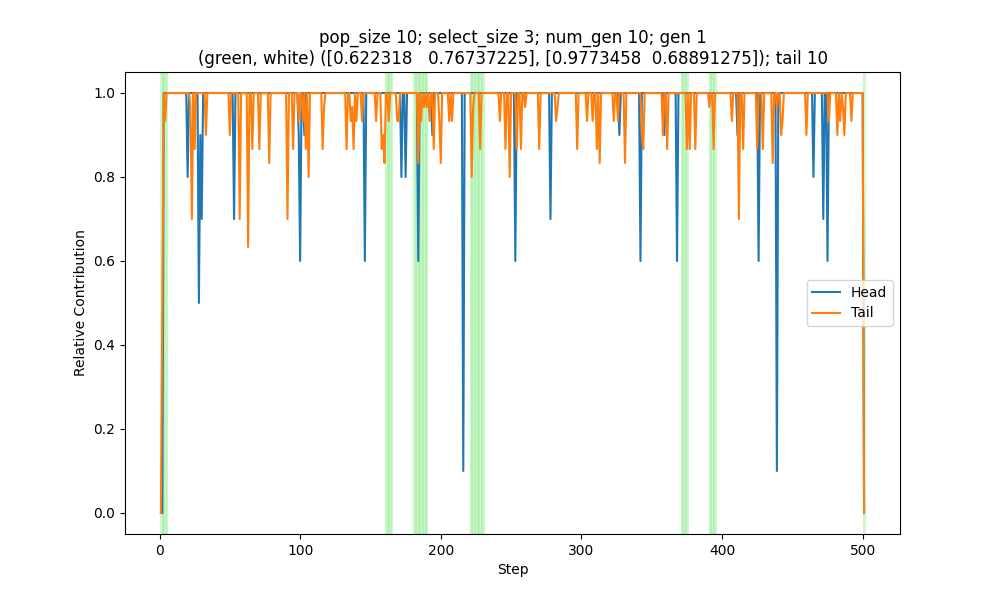 pop_size 10; select_size 3; num_gen 10; gen 1
(green, white) ([0.622318   0.76737225], [0.9773458  0.68891275]); tail 10
1.0
0.8
0.6
0.4
0.2
0.0
Relative Contribution
Head
Tail
0 100 200 300 400 500
Step